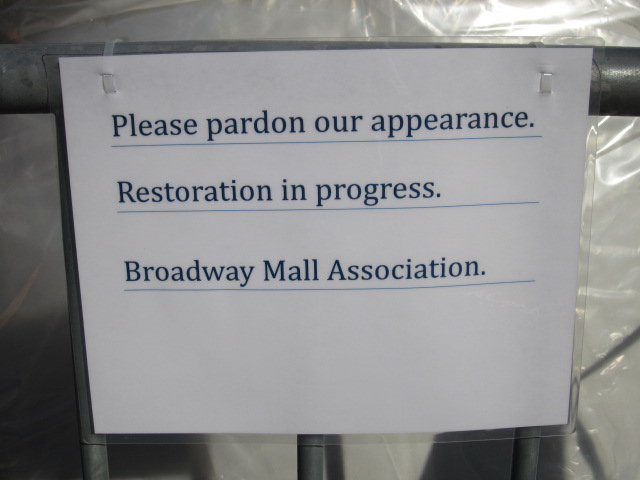 Please pardon our appearance.
Restoration in progress.
Broadway Mall Association.